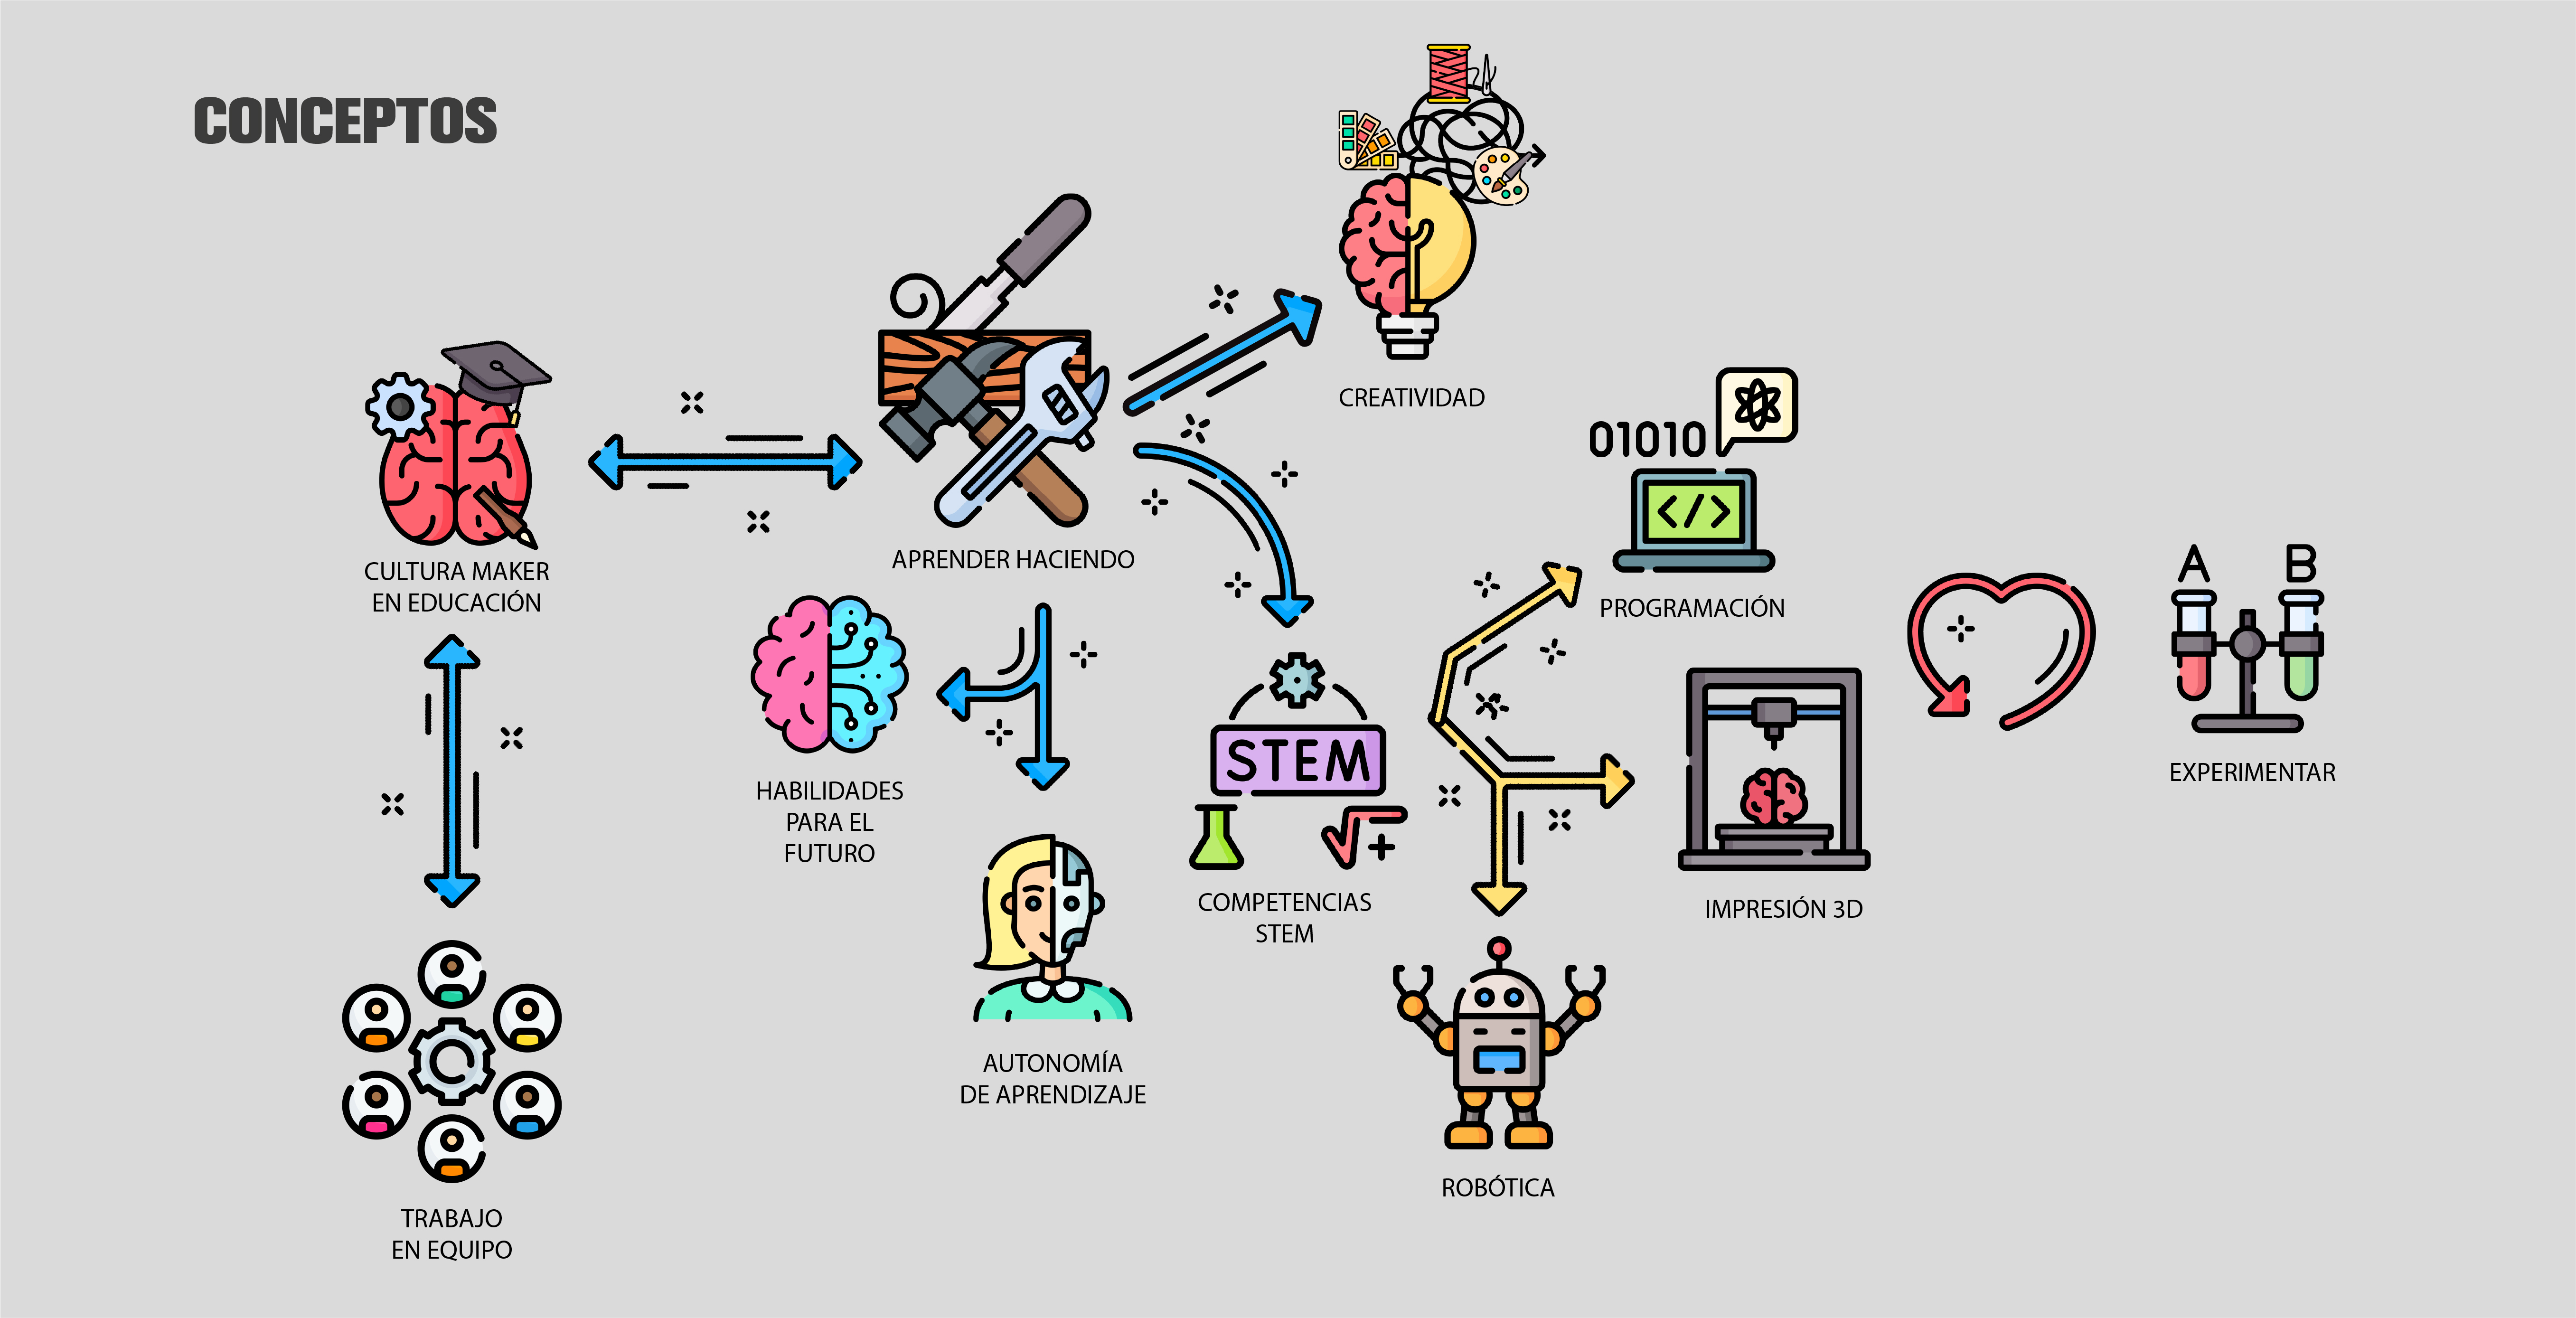 CONCEPTOS
CREATIVIDAD
CULTURA MAKER
EN EDUCACIÓN
APRENDER HACIENDO
01010
</>
PROGRAMACIÓN
A B
EXPERIMENTAR
HABILIDADES
PARA EL
FUTURO
STEM
COMPETENCIAS
STEM
IMPRESIÓN 3D
AUTONOMÍA
DE APRENDIZAJE
ROBÓTICA
TRABAJO
EN EQUIPO